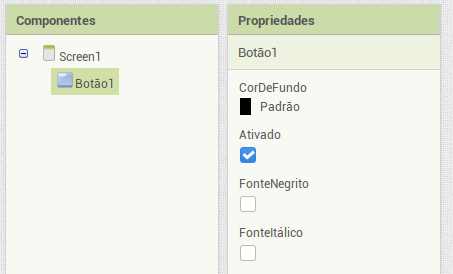 Componentes
Screen1
Botão1
Propriedades
Botão1
CorDeFundo
Padrão
Ativado
FonteNegrito
FonteItálico